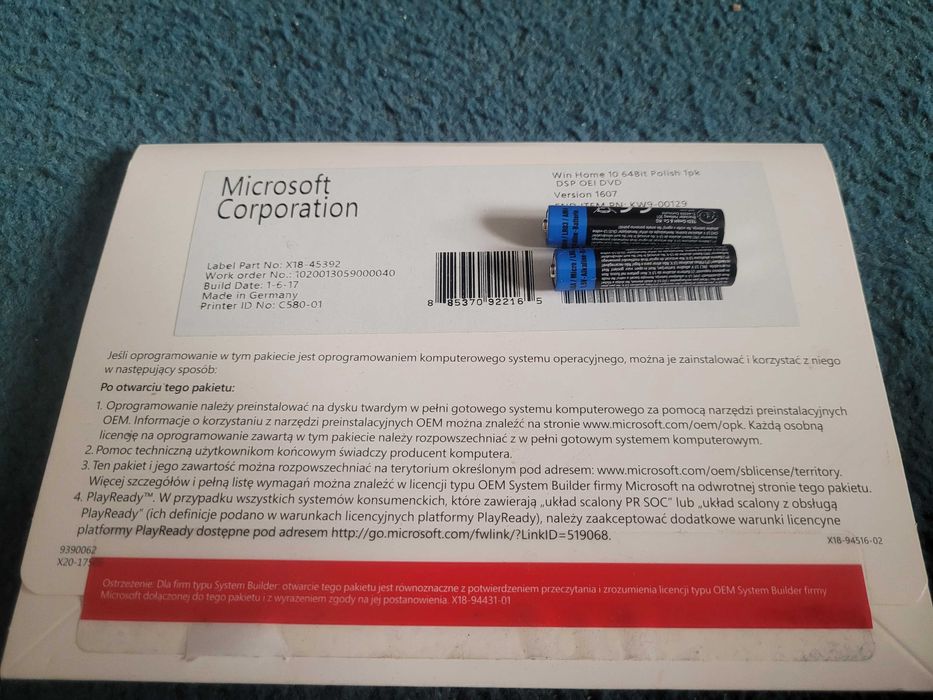 Microsoft
Corporation
Win Home 10 64Bit Polish 1pk
DSP OEI DVD
Version 1607
KW9-00129
Label Part No: X18-45392
Work order No.: 1020013059000040
Build Date: 1-6-17
Made in Germany
Printer ID No: C580-01
8 85370 92216 5
Jeśli oprogramowanie w tym pakiecie jest oprogramowaniem komputerowego systemu operacyjnego, można je zainstalować i korzystać z niego
w następujący sposób:
Po otwarciu tego pakietu:
1. Oprogramowanie należy preinstalować na dysku twardym w pełni gotowego systemu komputerowego za pomocą narzędzi preinstalacyjnych
OEM. Informacje o korzystaniu z narzędzi preinstalacyjnych OEM można znaleźć na stronie www.microsoft.com/oem/opk. Każdą osobną
licencję na oprogramowanie zawartą w tym pakiecie należy rozpowszechniać z w pełni gotowym systemem komputerowym.
2. Pomoc techniczną użytkownikom końcowym świadczy producent komputera.
3. Ten pakiet i jego zawartość można rozpowszechniać na terytorium określonym pod adresem: www.microsoft.com/oem/sblicense/territory.
Więcej szczegółów i pełną listę wymagań można znaleźć w licencji typu OEM System Builder firmy Microsoft na odwrotnej stronie tego pakietu.
4. PlayReady™. W przypadku wszystkich systemów konsumenckich, które zawierają „układ scalony PR SOC” lub „układ scalony z obsługą
PlayReady” (ich definicje podano w warunkach licencyjnych platformy PlayReady), należy zaakceptować dodatkowe warunki licencyjne
platformy PlayReady dostępne pod adresem http://go.microsoft.com/fwlink/?LinkID=519068.
X18-94516-02
9390062
Ostrzeżenie: Dla firm typu System Builder: otwarcie tego pakietu jest równoznaczne z potwierdzeniem przeczytania i zrozumienia licencji typu OEM System Builder firmy
Microsoft dołączonej do tego pakietu i z wyrażeniem zgody na jej postanowienia. X18-94431-01